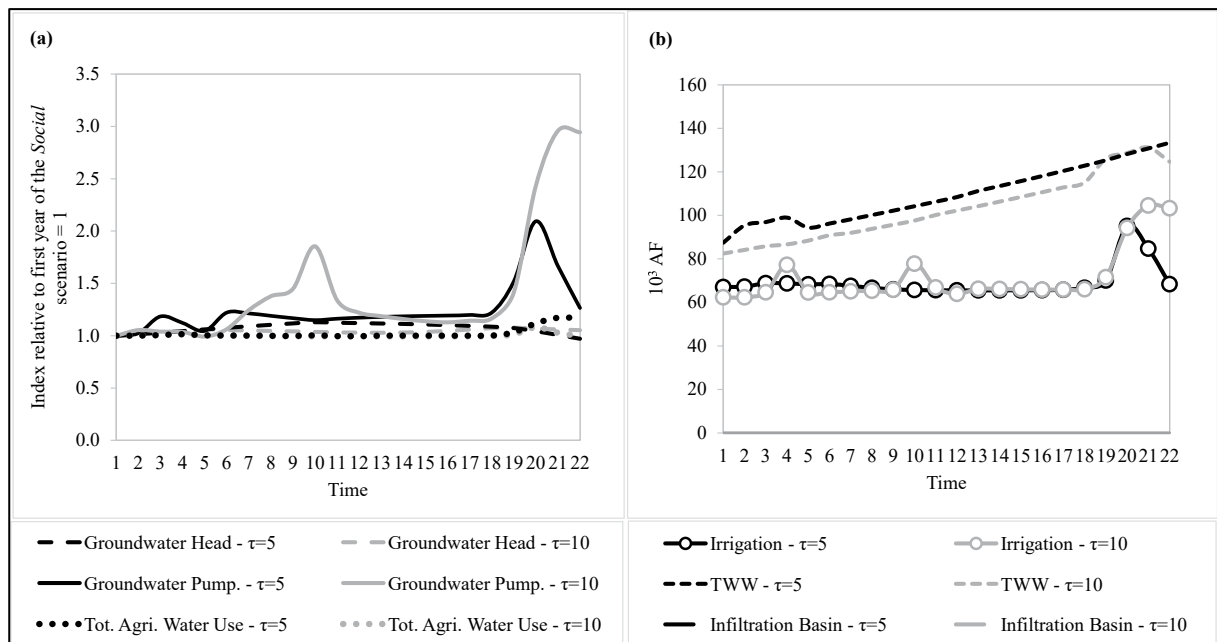 (a)
Index relative to first year of the Social
scenario = 1
3.5
3.0
2.5
2.0
1.5
1.0
0.5
0.0
1 2 3 4 5 6 7 8 9 10 11 12 13 14 15 16 17 18 19 20 21 22
Time
Groundwater Head - τ=5
Groundwater Head - τ=10
Groundwater Pump. - τ=5
Groundwater Pump. - τ=10
Tot. Agri. Water Use - τ=5
Tot. Agri. Water Use - τ=10
(b)
10³ AF
160
140
120
100
80
60
40
20
0
1 2 3 4 5 6 7 8 9 10 11 12 13 14 15 16 17 18 19 20 21 22
Time
Irrigation - τ=5
Irrigation - τ=10
TWW - τ=5
TWW - τ=10
Infiltration Basin - τ=5
Infiltration Basin - τ=10